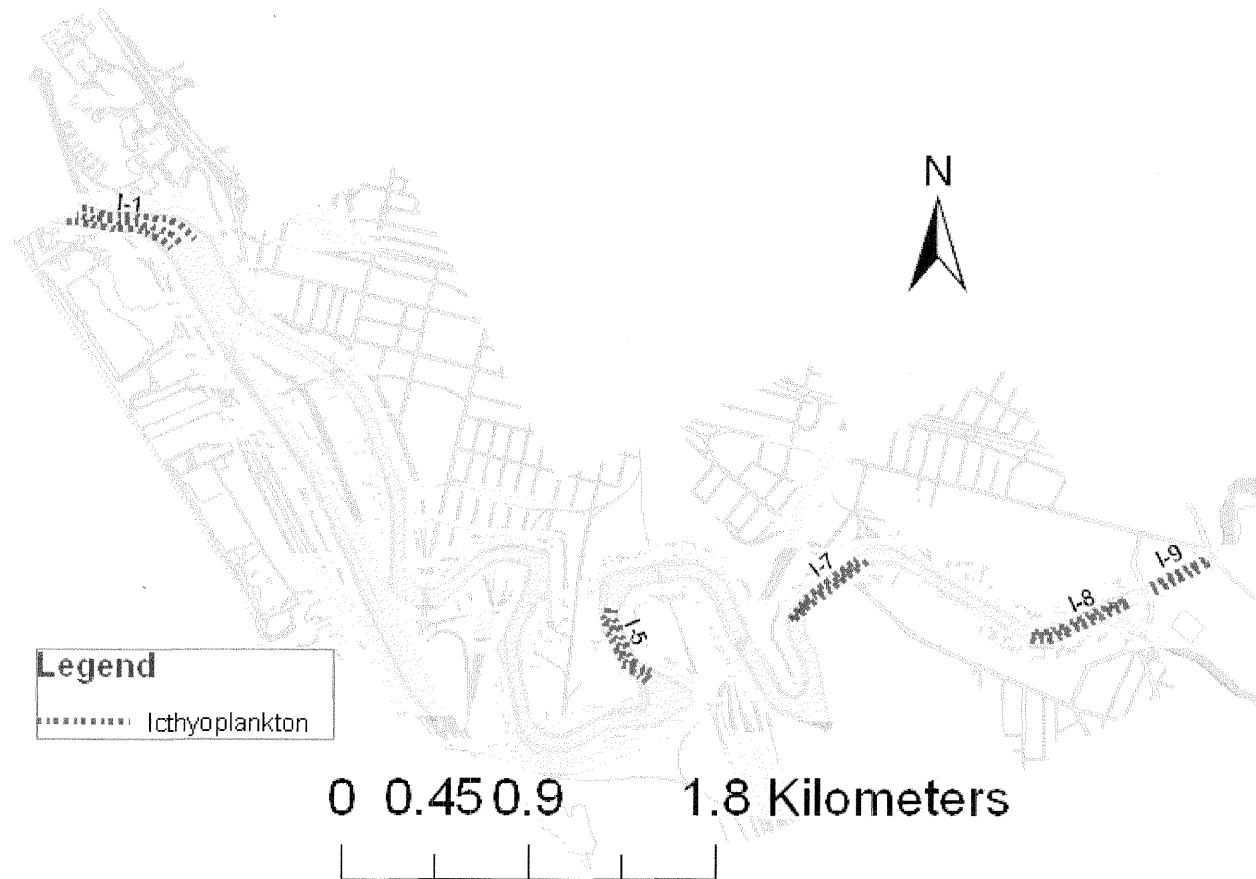 I-1
N
I-7
I-9
I-8
I-5
Legend
Icthyoplankton
0 0.45 0.9 1.8 Kilometers